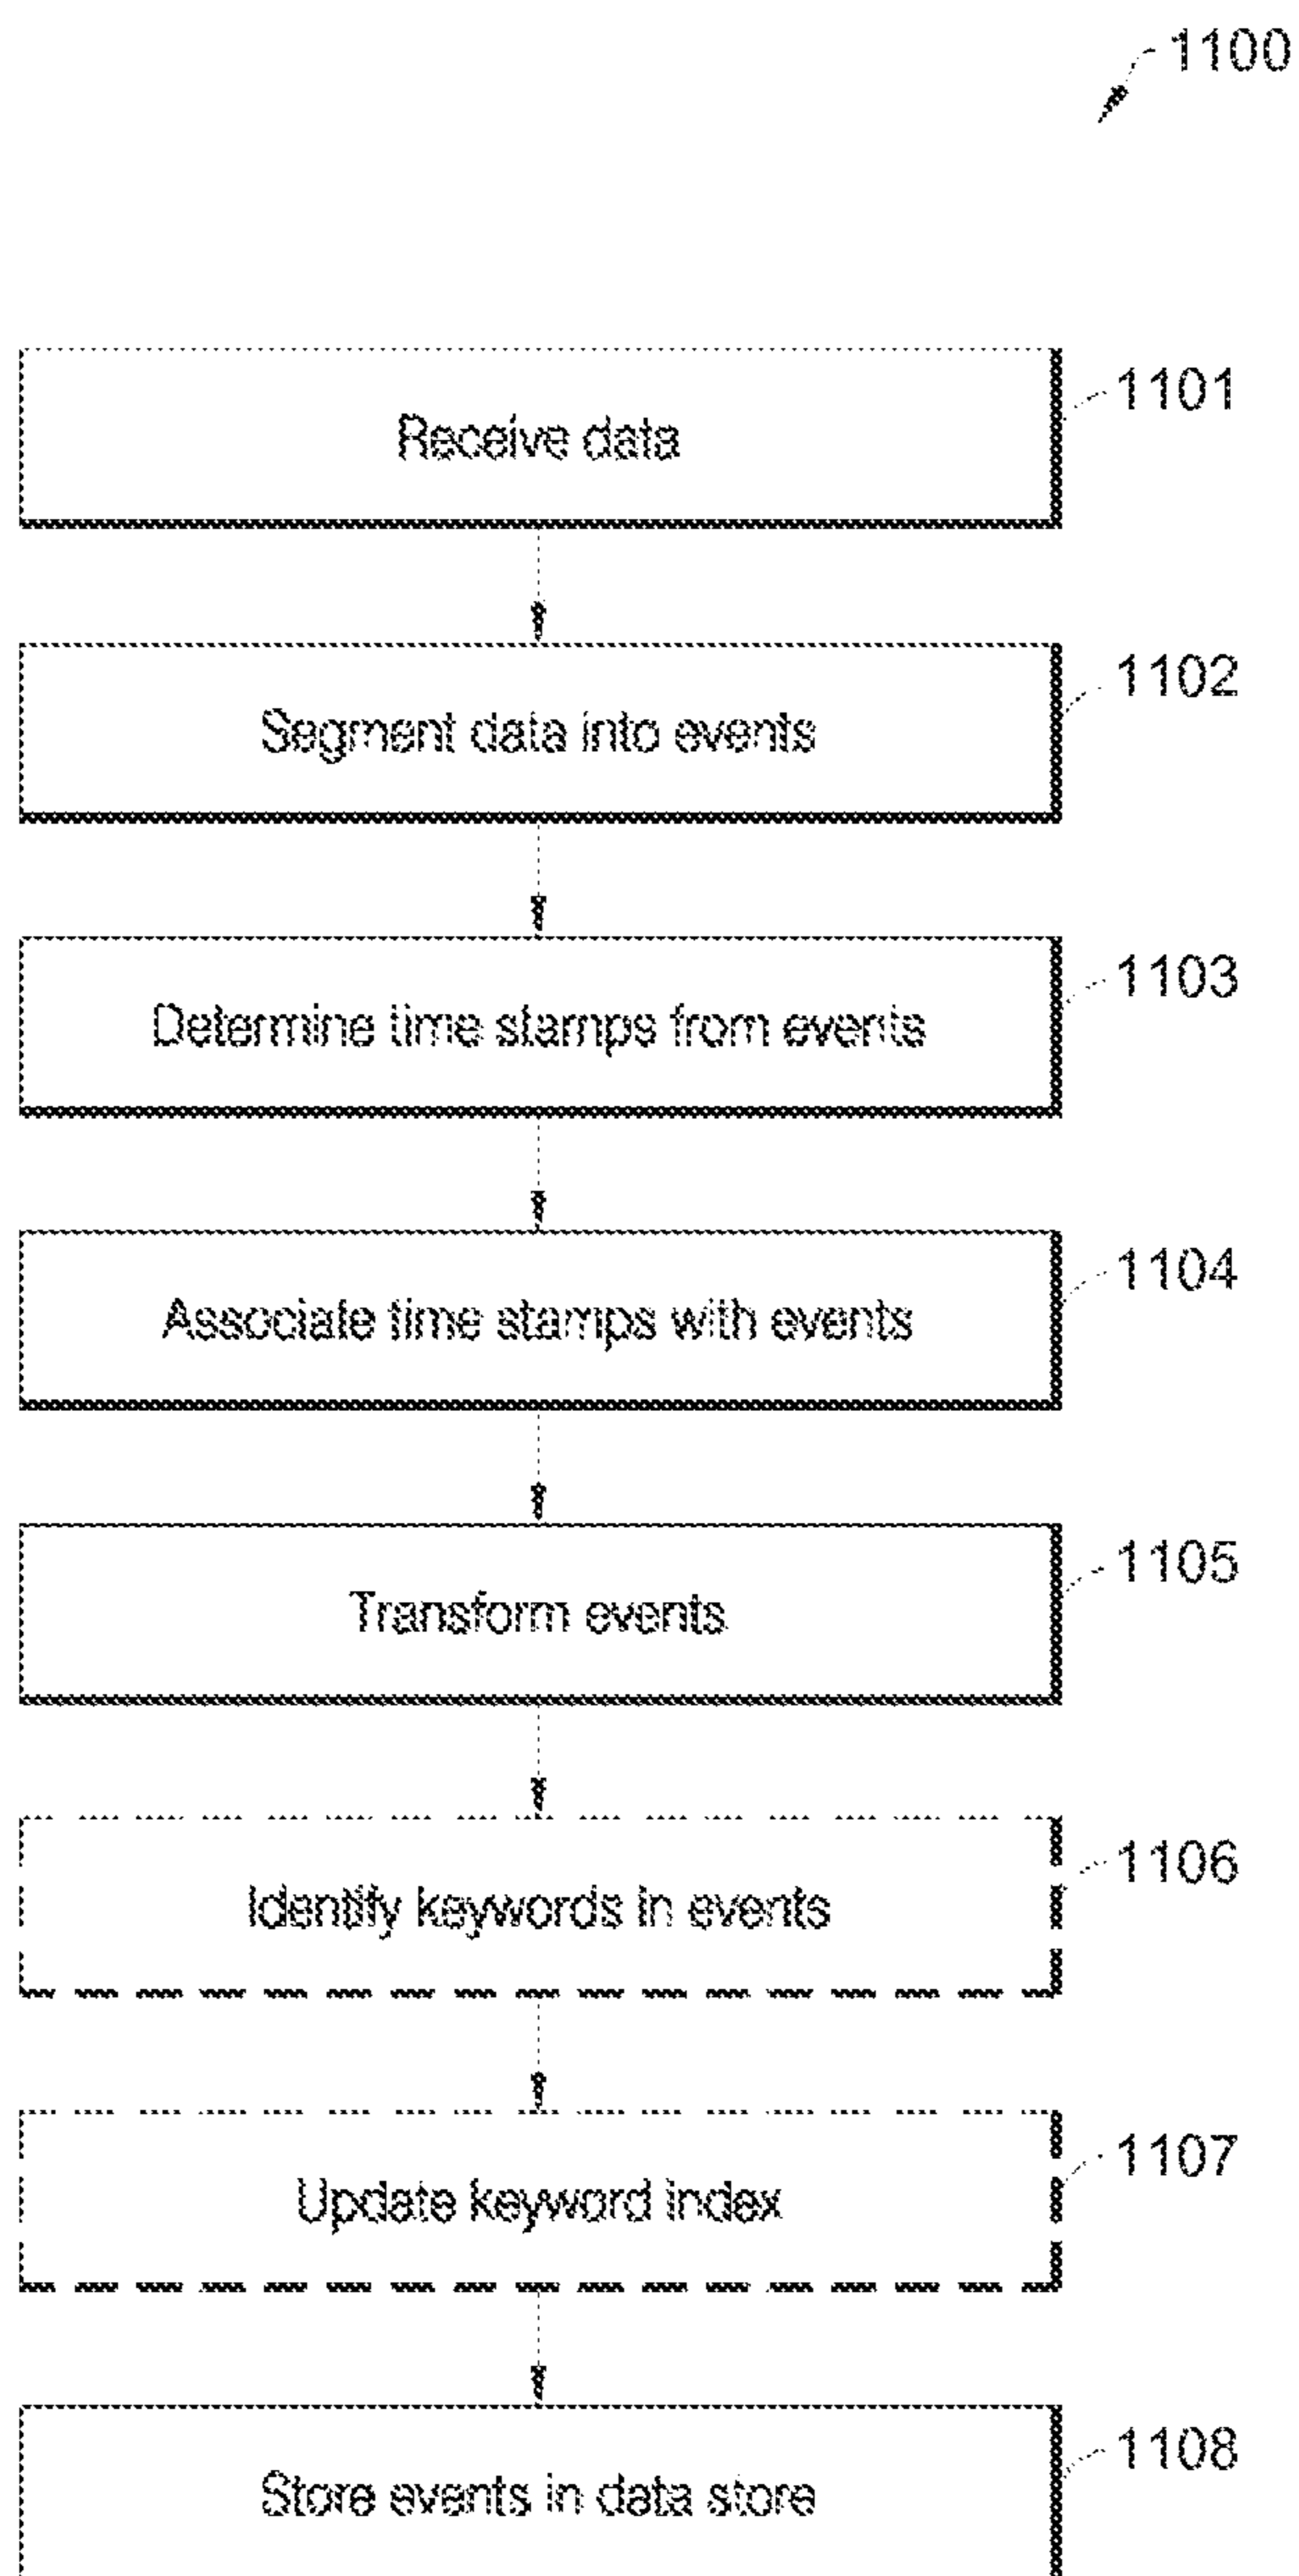 1100
Receive data
1101
Segment data into events
1102
Determine time stamps from events
1103
Associate time stamps with events
1104
Transform events
1105
Identify keywords in events
1106
Update keyword index
1107
Store events in data store
1108